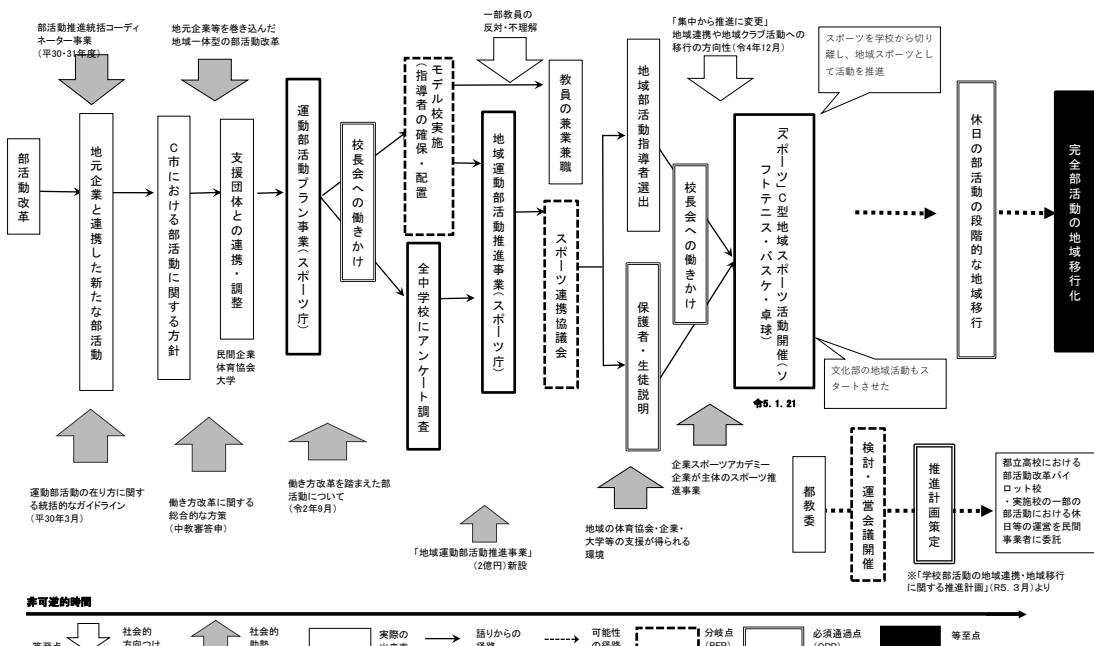 部活動推進統括コーディ
ネーター事業
(平30・31年度)
地元企業等を巻き込んだ
地域一体型の部活動改革
一部教員の
反対・不理解
「集中から推進に変更」
地域連携や地域クラブ活動への
移行の方向性(令4年12月)
スポーツを学校から切り
離し、地域スポーツとし
て活動を推進
部活動改革
地元企業と連携した新たな部活動
C市における部活動に関する方針
支援団体との連携・調整
民間企業
体育協会
大学
運動部活動プラン事業(スポーツ庁)
校長会への働きかけ
モデル校実施
(指導者の確保・配置)
全中学校にアンケート調査
地域運動部活動推進事業(スポーツ庁)
教員の兼業兼職
スポーツ連携協議会
地域部活動指導者選出
保護者・生徒説明
校長会への働きかけ
『スポーツ』C型地域スポーツ活動開催(ソ
フトテニス・バスケ・卓球)
令5.1.21
文化部の地域活動もス
タートさせた
休日の部活動の段階的な地域移行
完全部活動の地域移行化
運動部活動の在り方に関す
る統括的なガイドライン
(平30年3月)
働き方改革に関する
総合的な方策
(中教審答申)
働き方改革を踏まえた部
活動について
(令2年9月)
「地域運動部活動推進事業」
(2億円)新設
地域の体育協会・企業・
大学等の支援が得られる
環境
企業スポーツアカデミー
企業が主体のスポーツ推
進事業
都教委
検討・運営会議開催
推進計画策定
都立高校における
部活動改革パイ
ロット校
・実施校の一部の
部活動における休
日等の運営を民間
事業者に委託
※「学校部活動の地域連携・地域移行
に関する推進計画」(R5. 3月)より
非可逆的時間
等至点
社会的
方向づけ
社会的
助勢
実際の
出来事
語りからの
経路
可能性
の経路
分岐点
(BFP)
必須通過点
(OPP)
等至点